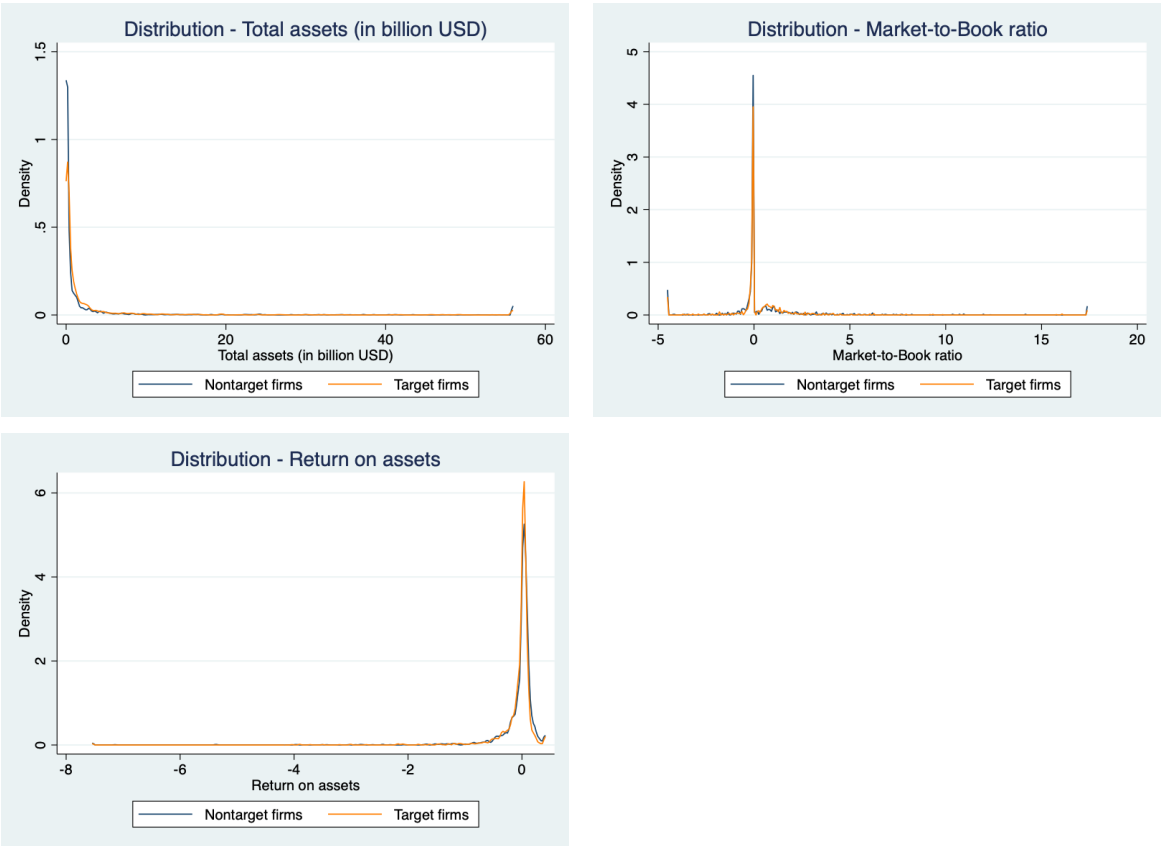 Distribution - Total assets (in billion USD)
Density
0 .5 1 1.5
0 20 40 60
Total assets (in billion USD)
Nontarget firms Target firms
Distribution - Market-to-Book ratio
Density
0 1 2 3 4 5
-5 0 5 10 15 20
Market-to-Book ratio
Nontarget firms Target firms
Distribution - Return on assets
Density
0 2 4 6
-8 -6 -4 -2 0
Return on assets
Nontarget firms Target firms